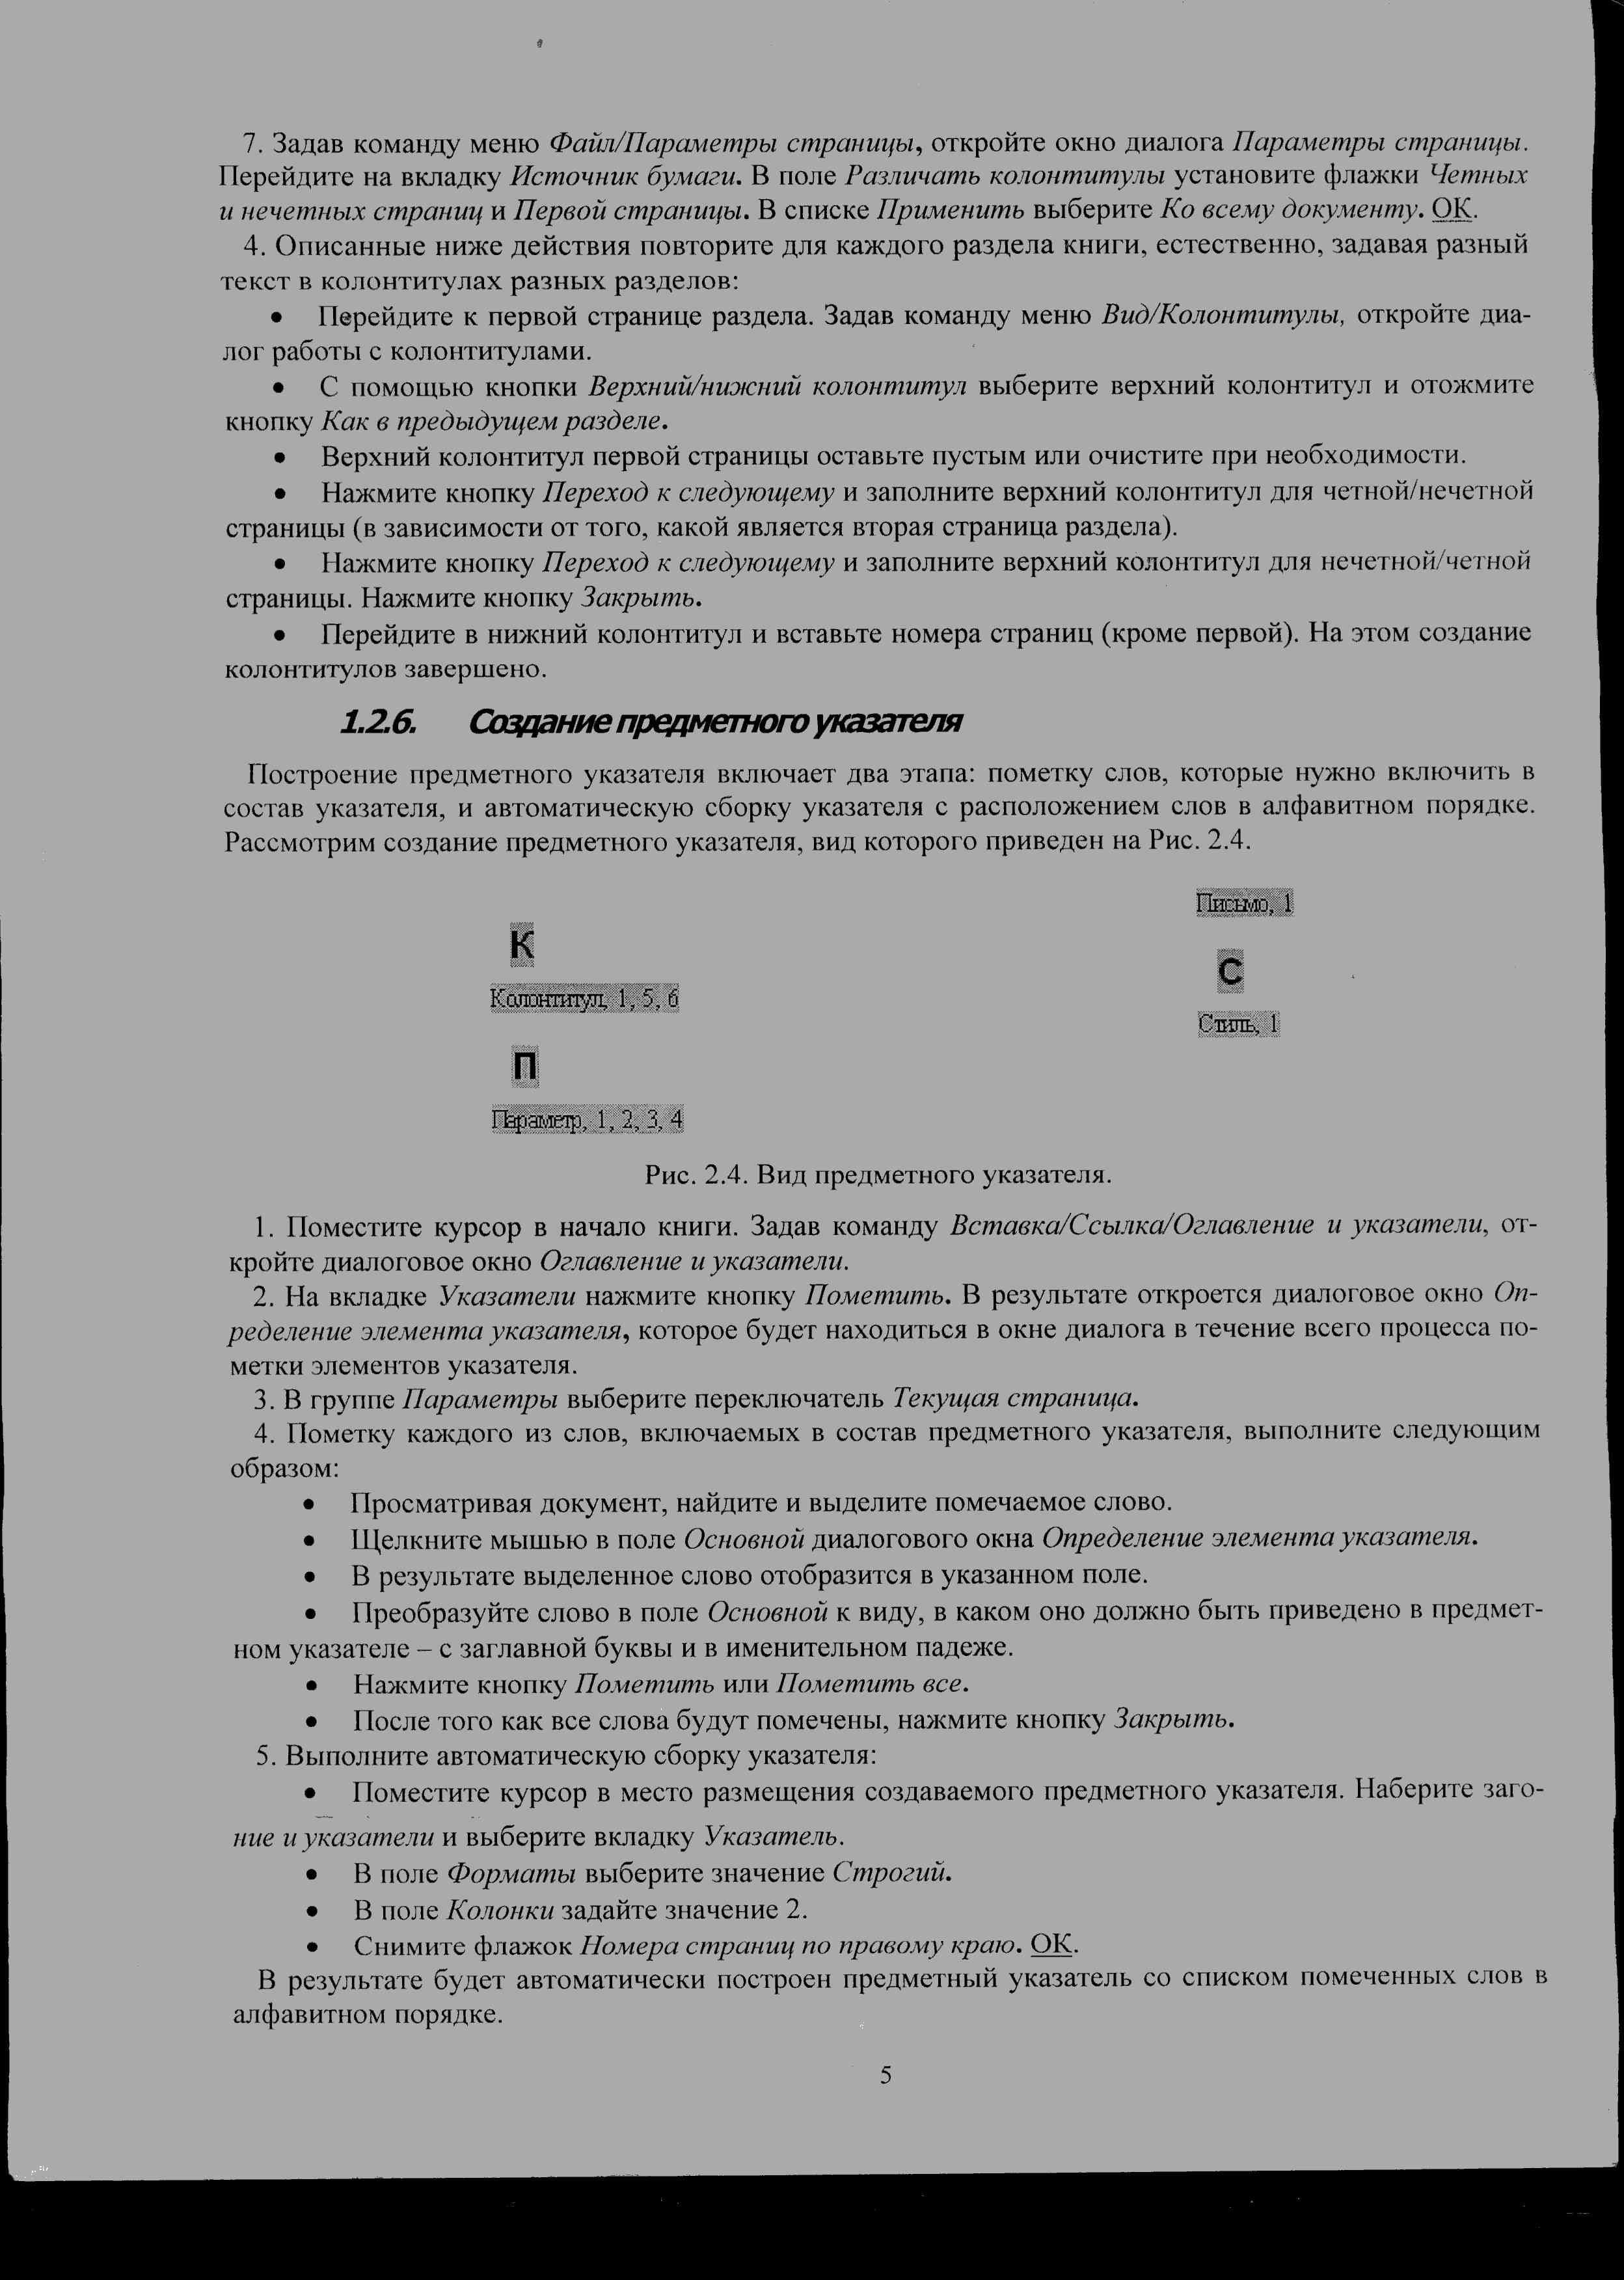 7. Задав команду меню Файл/Параметры страницы, откройте окно диалога Параметры страницы.
Перейдите на вкладку Источник бумаги. В поле Различать колонтитулы установите флажки Четных
и нечетных страниц и Первой страницы. В списке Применить выберите Ко всему документу. ОК.
4. Описанные ниже действия повторите для каждого раздела книги, естественно, задавая разный
текст в колонтитулах разных разделов:
• Перейдите к первой странице раздела. Задав команду меню Вид/Колонтитулы, откройте диа-
лог работы с колонтитулами.
• С помощью кнопки Верхний/нижний колонтитул выберите верхний колонтитул и отожмите
кнопку Как в предыдущем разделе.
• Верхний колонтитул первой страницы оставьте пустым или очистите при необходимости.
• Нажмите кнопку Переход к следующему и заполните верхний колонтитул для четной/нечетной
страницы (в зависимости от того, какой является вторая страница раздела).
• Нажмите кнопку Переход к следующему и заполните верхний колонтитул для нечетной/четной
страницы. Нажмите кнопку Закрыть.
• Перейдите в нижний колонтитул и вставьте номера страниц (кроме первой). На этом создание
колонтитулов завершено.
1.2.6. Создание предметного указателя
Построение предметного указателя включает два этапа: пометку слов, которые нужно включить в
состав указателя, и автоматическую сборку указателя с расположением слов в алфавитном порядке.
Рассмотрим создание предметного указателя, вид которого приведен на Рис. 2.4.
К
Колонтитул, 1, 5, 6
П
Параметр, 1, 2, 3, 4
Письмо, 1
С
Стиль, 1
Рис. 2.4. Вид предметного указателя.
1. Поместите курсор в начало книги. Задав команду Вставка/Ссылка/Оглавление и указатели, от-
кройте диалоговое окно Оглавление и указатели.
2. На вкладке Указатели нажмите кнопку Пометить. В результате откроется диалоговое окно Оп-
ределение элемента указателя, которое будет находиться в окне диалога в течение всего процесса по-
метки элементов указателя.
3. В группе Параметры выберите переключатель Текущая страница.
4. Пометку каждого из слов, включаемых в состав предметного указателя, выполните следующим
образом:
• Просматривая документ, найдите и выделите помечаемое слово.
• Щелкните мышью в поле Основной диалогового окна Определение элемента указателя.
• В результате выделенное слово отобразится в указанном поле.
• Преобразуйте слово в поле Основной к виду, в каком оно должно быть приведено в предмет-
ном указателе – с заглавной буквы и в именительном падеже.
• Нажмите кнопку Пометить или Пометить все.
• После того как все слова будут помечены, нажмите кнопку Закрыть.
5. Выполните автоматическую сборку указателя:
• Поместите курсор в место размещения создаваемого предметного указателя. Наберите заго-
ние и указатели и выберите вкладку Указатель.
• В поле Форматы выберите значение Строгий.
• В поле Колонки задайте значение 2.
• Снимите флажок Номера страниц по правому краю. ОК.
В результате будет автоматически построен предметный указатель со списком помеченных слов в
алфавитном порядке.
5